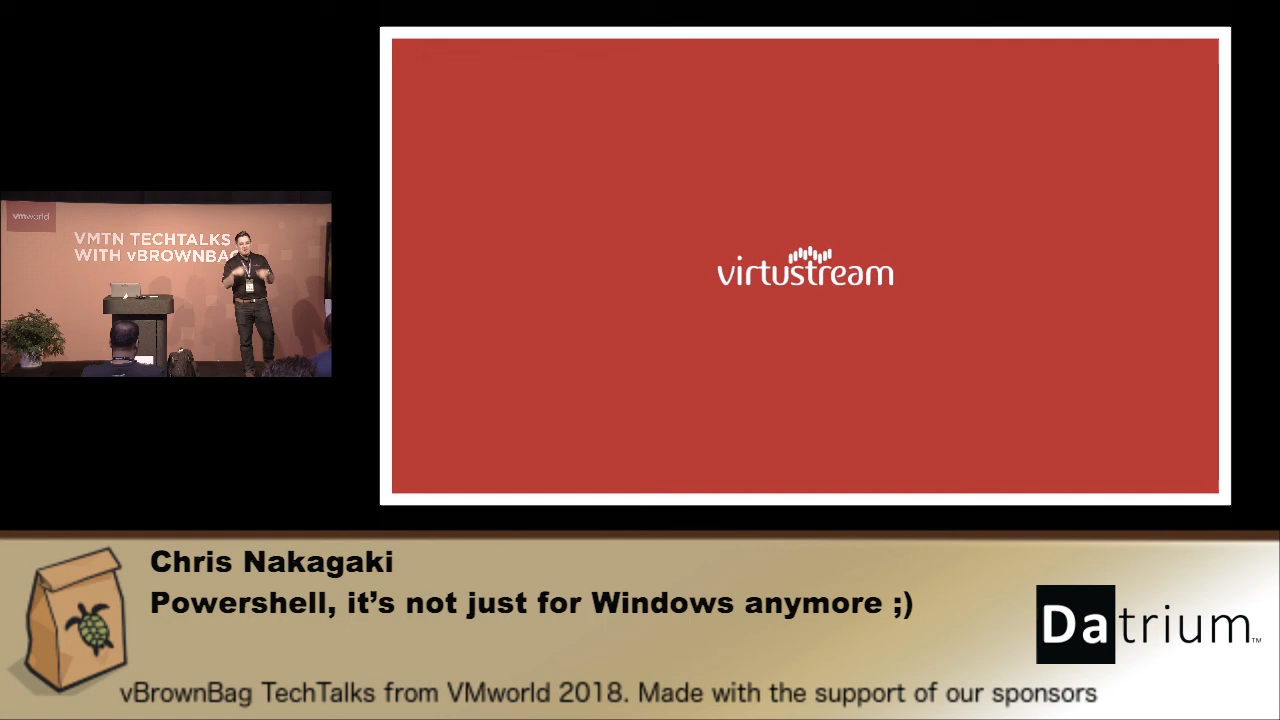 virtustream
vmworld
VMTN TECHTALKS
WITH vBROWNBAG
Chris Nakagaki
Powershell, it’s not just for Windows anymore ;)
Datrium™
vBrownBag TechTalks from VMworld 2018. Made with the support of our sponsors